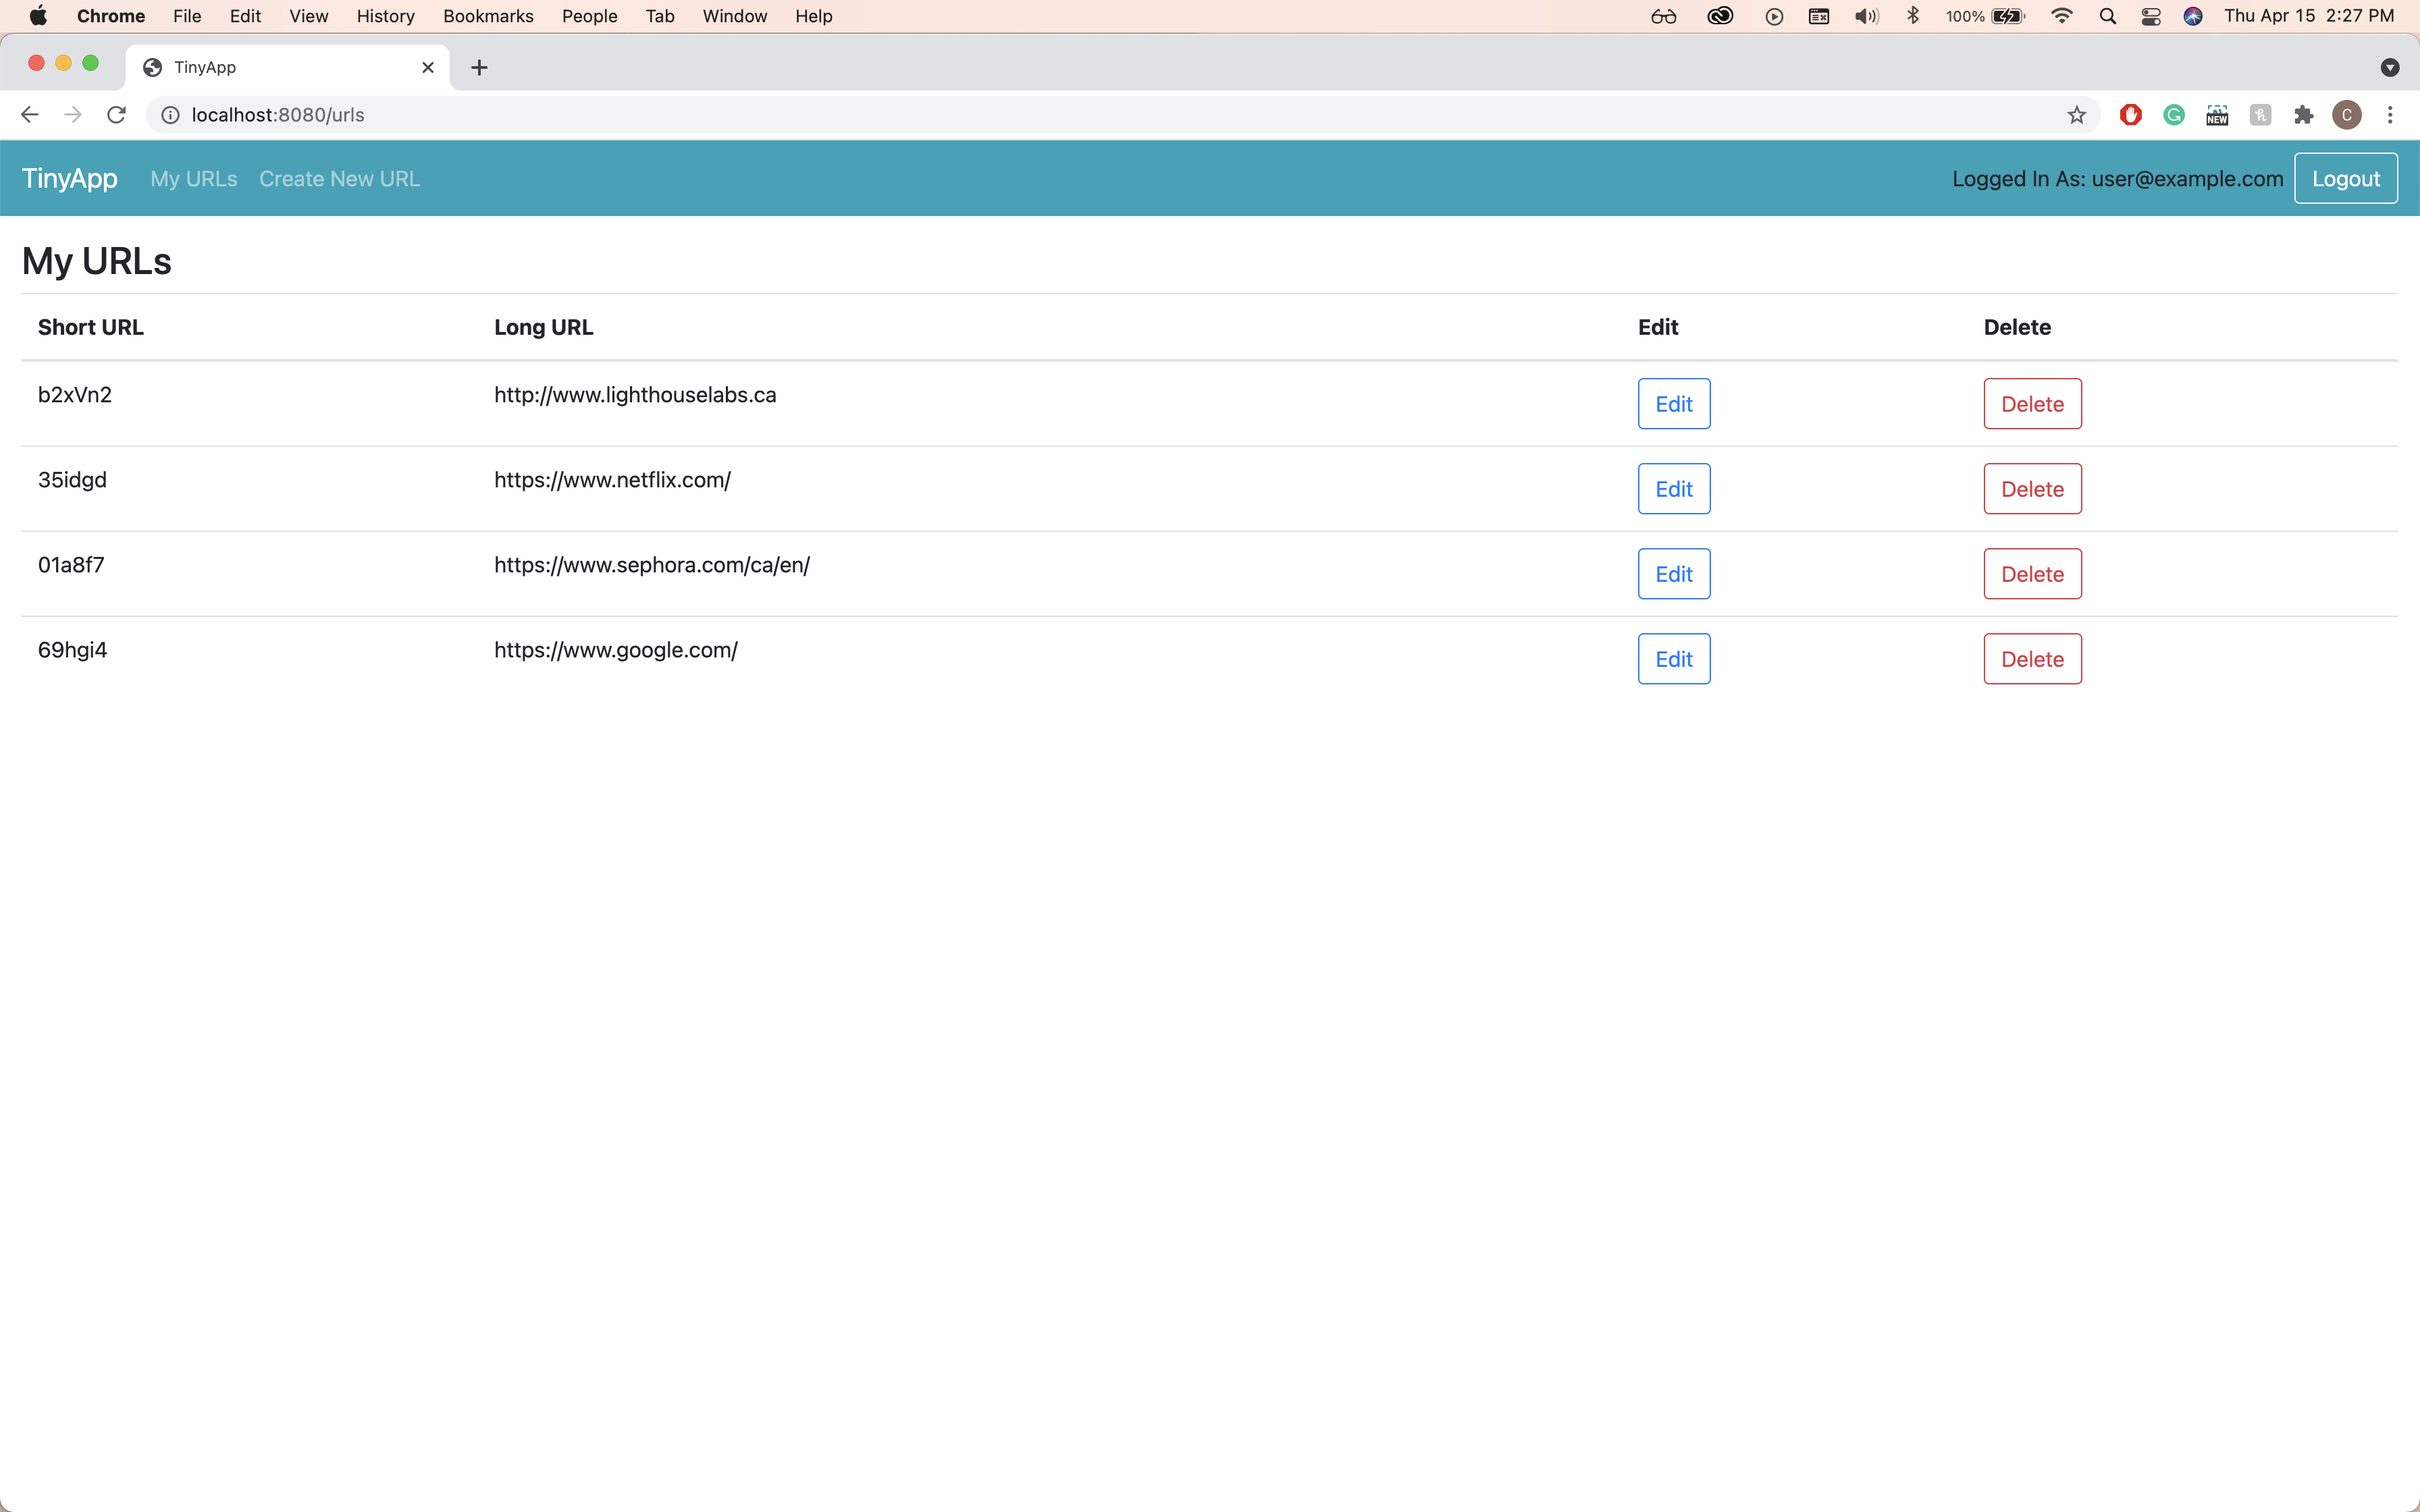 Chrome File Edit View History Bookmarks People Tab Window Help 100% Thu Apr 15 2:27 PM
TinyApp
localhost:8080/urls NEW C
TinyApp My URLs Create New URL Logged In As: user@example.com Logout
My URLs
Short URL Long URL Edit Delete
b2xVn2 http://www.lighthouselabs.ca Edit Delete
35idgd https://www.netflix.com/ Edit Delete
01a8f7 https://www.sephora.com/ca/en/ Edit Delete
69hgi4 https://www.google.com/ Edit Delete